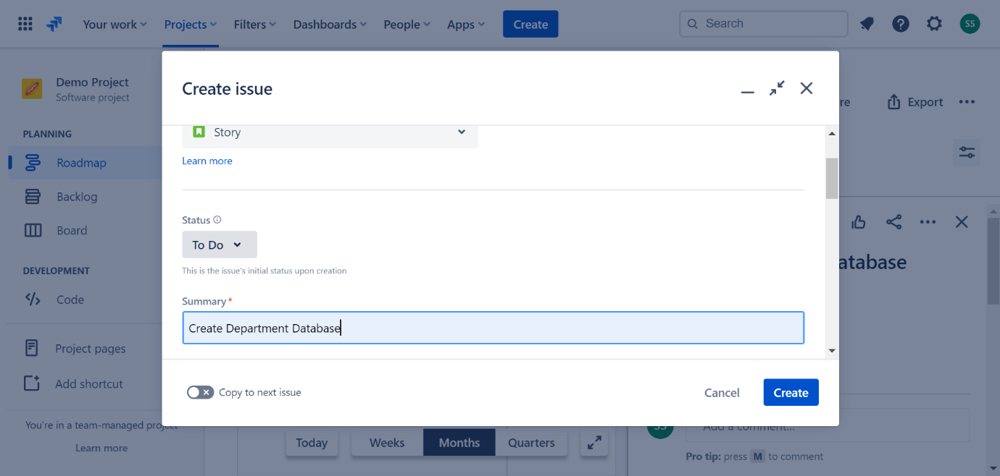 Your work Projects Filters Dashboards People Apps Create Search SS
Demo Project
Software project
PLANNING
Roadmap
Backlog
Board
DEVELOPMENT
Code
Project pages
Add shortcut
You're in a team-managed project
Learn more
Create issue
Story
Learn more
Status
To Do
This is the issue's initial status upon creation
Summary *
Create Department Database
Copy to next issue
Cancel Create
Today Weeks Months Quarters
re Export
atabase
SS Add a comment...
Pro tip: press M to comment